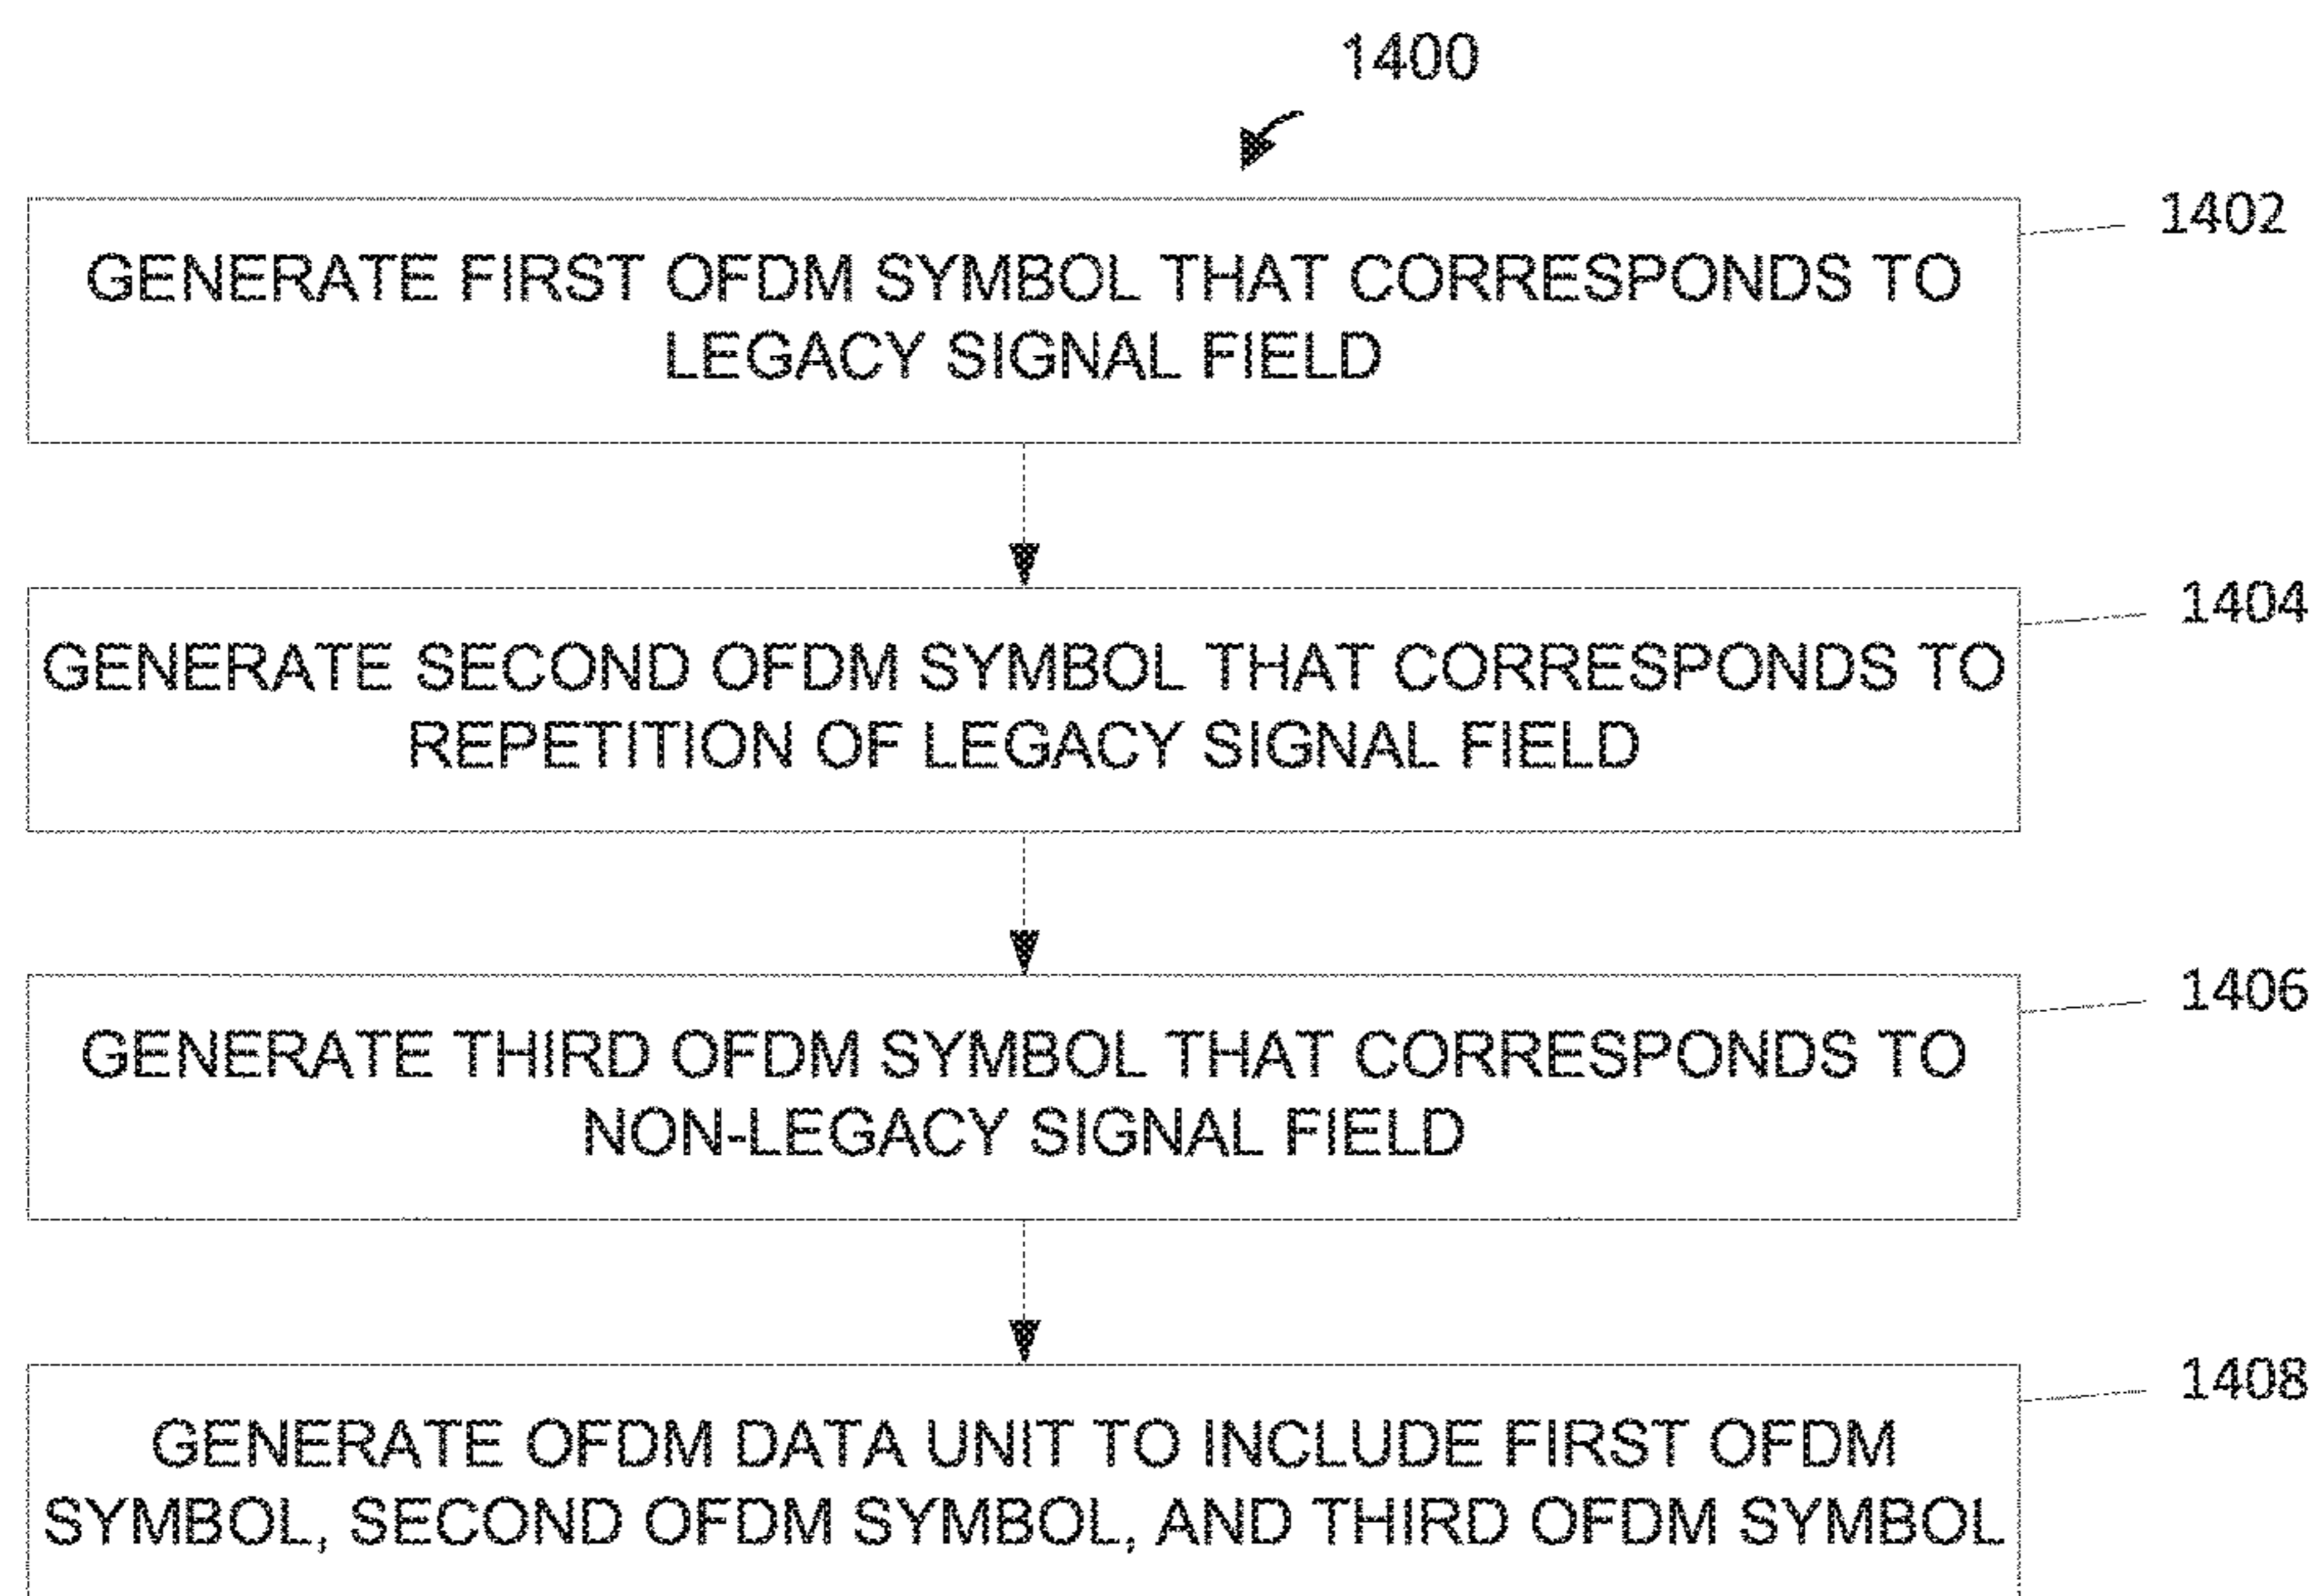 1400
1402
GENERATE FIRST OFDM SYMBOL THAT CORRESPONDS TO
LEGACY SIGNAL FIELD
1404
GENERATE SECOND OFDM SYMBOL THAT CORRESPONDS TO
REPETITION OF LEGACY SIGNAL FIELD
1406
GENERATE THIRD OFDM SYMBOL THAT CORRESPONDS TO
NON-LEGACY SIGNAL FIELD
1408
GENERATE OFDM DATA UNIT TO INCLUDE FIRST OFDM
SYMBOL, SECOND OFDM SYMBOL, AND THIRD OFDM SYMBOL